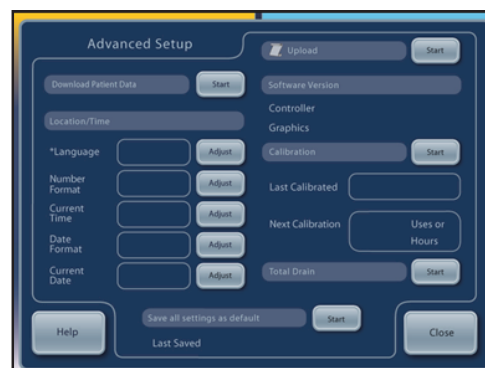 Advanced Setup
Download Patient Data
Start
Location/Time
*Language
Adjust
Number
Format
Adjust
Current
Time
Adjust
Date
Format
Adjust
Current
Date
Adjust
Upload
Start
Software Version
Controller
Graphics
Calibration
Start
Last Calibrated
Next Calibration
Uses or
Hours
Total Drain
Start
Help
Save all settings as default
Start
Last Saved
Close